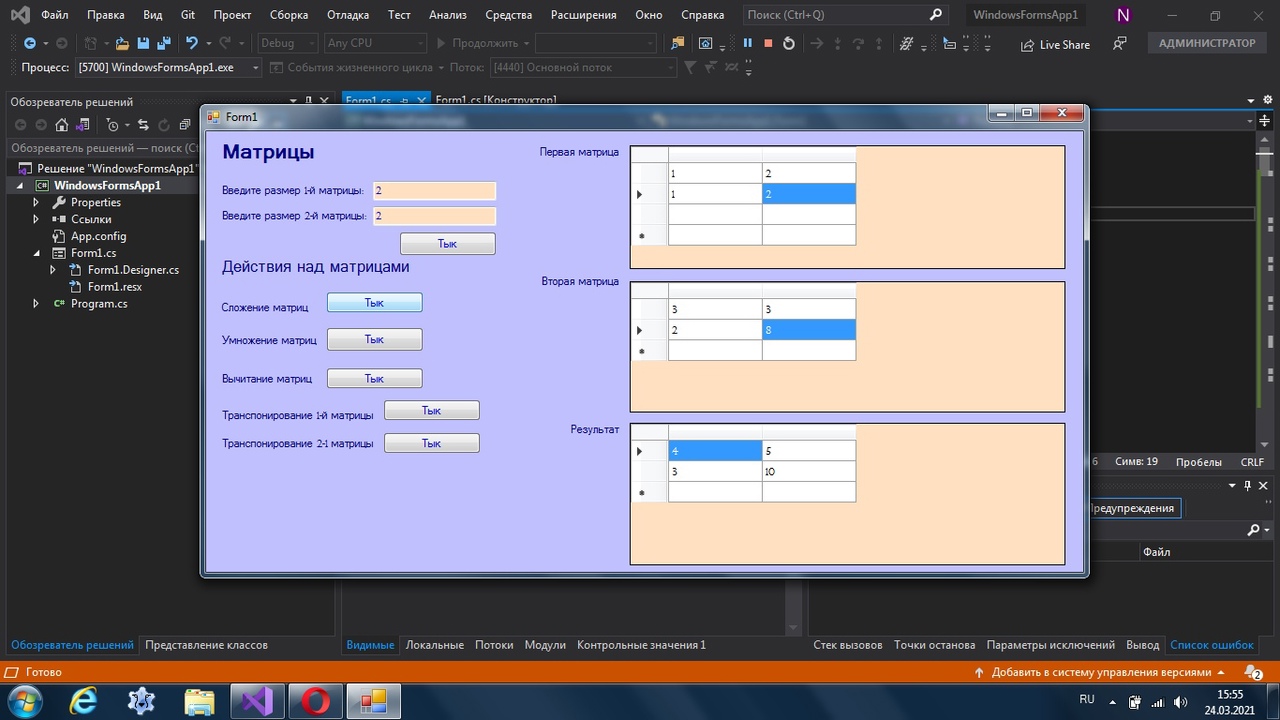 Файл Правка Вид Git Проект Сборка Отладка Тест Анализ Средства Расширения Окно Справка Поиск (Ctrl+Q) WindowsFormsApp1 N
Debug Any CPU Продолжить Live Share АДМИНИСТРАТОР
Процесс: [5700] WindowsFormsApp1.exe События жизненного цикла Поток: [4440] Основной поток
Обозреватель решений Form1.cs Form1.cs [Конструктор]
Обозреватель решений — поиск (Ct
Решение "WindowsFormsApp1"
WindowsFormsApp1
Properties
Ссылки
App.config
Form1.cs
Form1.Designer.cs
Form1.resx
Program.cs
Form1
Матрицы
Введите размер 1-й матрицы: 2
Введите размер 2-й матрицы: 2
Тык
Действия над матрицами
Сложение матриц Тык
Умножение матриц Тык
Вычитание матриц Тык
Транспонирование 1-й матрицы Тык
Транспонирование 2-1 матрицы Тык
Первая матрица
1 2
1 2
Вторая матрица
3 3
2 8
Результат
4 5
3 10
6 Симв: 19 Пробелы CRLF
Предупреждения
Файл
Обозреватель решений Представление классов Видимые Локальные Потоки Модули Контрольные значения 1 Стек вызовов Точки останова Параметры исключений Вывод Список ошибок
Готово Добавить в систему управления версиями 2
RU 15:55
24.03.2021